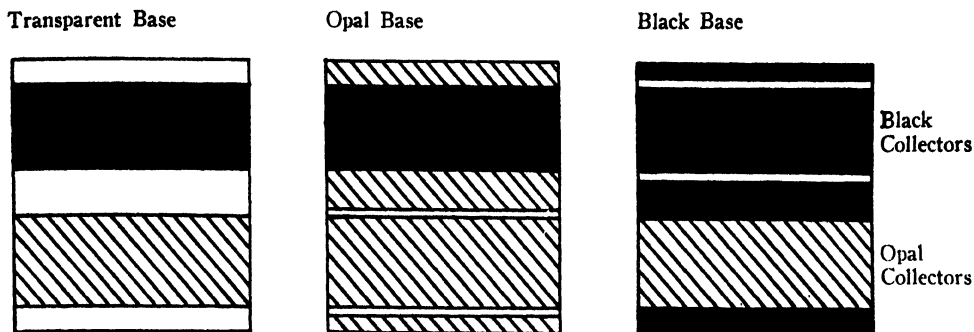 Transparent Base
Opal Base
Black Base
Black
Collectors
Opal
Collectors